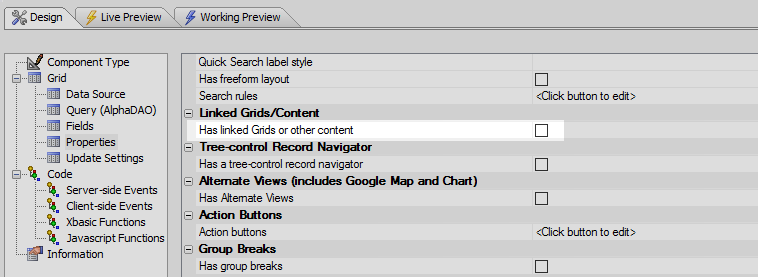 Design Live Preview Working Preview
Component Type
Grid
Data Source
Query (AlphaDAO)
Fields
Properties
Update Settings
Code
Server-side Events
Client-side Events
Xbasic Functions
Javascript Functions
Information
Quick Search label style
Has freeform layout
Search rules <Click button to edit>
Linked Grids/Content
Has linked Grids or other content
Tree-control Record Navigator
Has a tree-control record navigator
Alternate Views (includes Google Map and Chart)
Has Alternate Views
Action Buttons
Action buttons <Click button to edit>
Group Breaks
Has group breaks